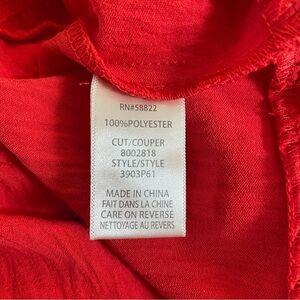 RN#58822
100%POLYESTER
CUT/COUPER
8002818
STYLE/STYLE
3903P61
MADE IN CHINA
FAIT DANS LA CHINE
CARE ON REVERSE
NETTOYAGE AU REVERS